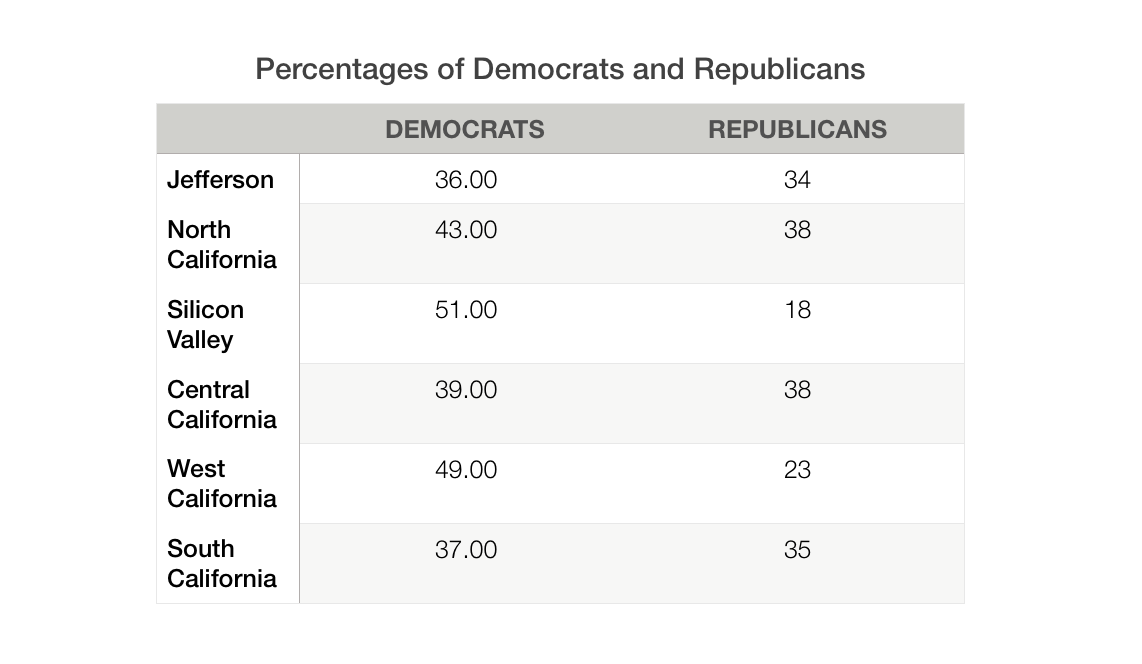 Percentages of Democrats and Republicans
DEMOCRATS REPUBLICANS
Jefferson 36.00 34
North 43.00 38
California
Silicon 51.00 18
Valley
Central 39.00 38
California
West 49.00 23
California
South 37.00 35
California